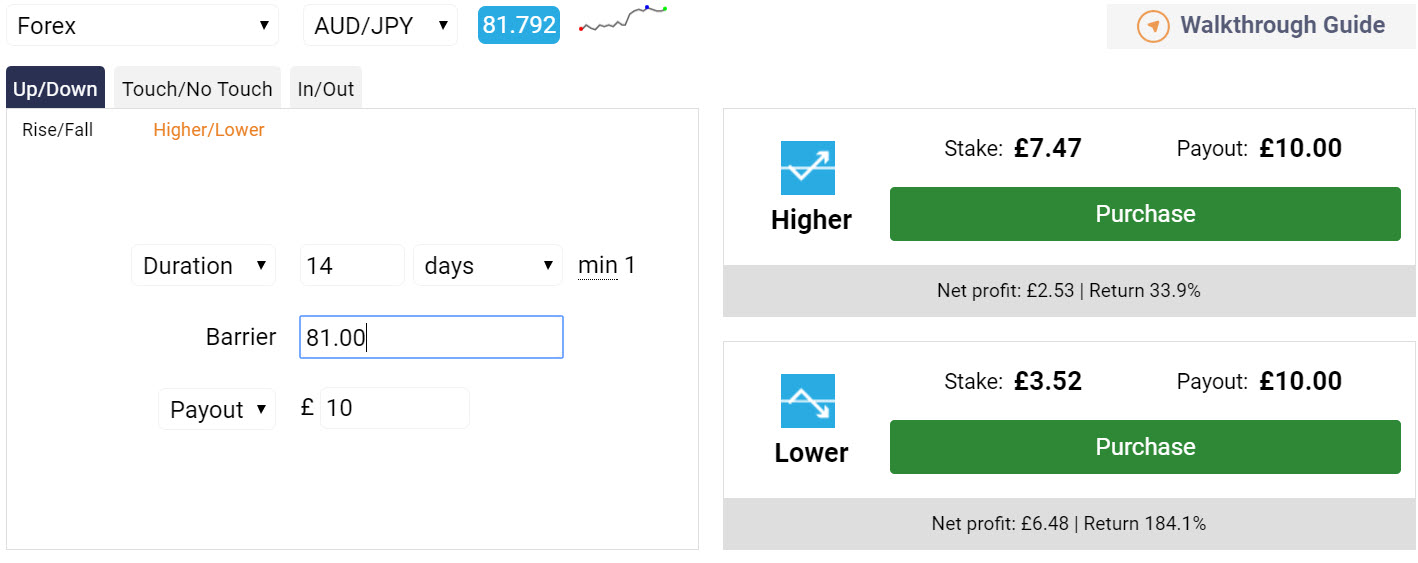 Forex ▼ AUD/JPY ▼ 81.792 Walkthrough Guide
Up/Down Touch/No Touch In/Out
Rise/Fall Higher/Lower
Duration ▼ 14 days ▼ min 1
Barrier 81.00
Payout ▼ £ 10
Stake: £7.47 Payout: £10.00
Higher Purchase
Net profit: £2.53 | Return 33.9%
Stake: £3.52 Payout: £10.00
Lower Purchase
Net profit: £6.48 | Return 184.1%